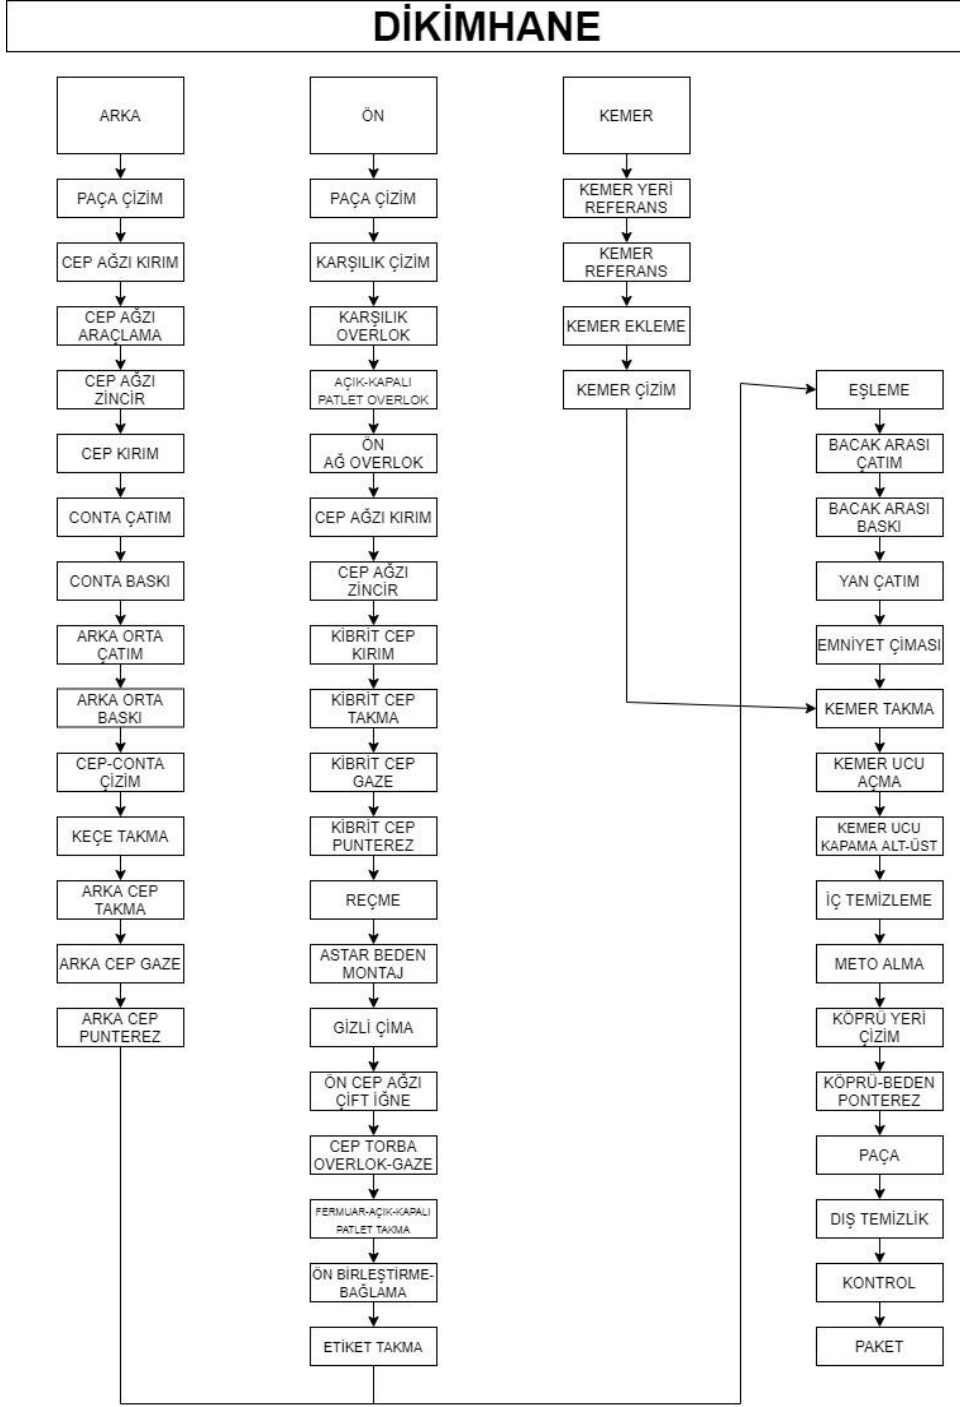 DİKİMHANE
ARKA
PAÇA ÇİZİM
CEP AĞZI KIRIM
CEP AĞZI
ARAÇLAMA
CEP AĞZI
ZİNCİR
CEP KIRIM
CONTA ÇATIM
CONTA BASKI
ARKA ORTA
ÇATIM
ARKA ORTA
BASKI
CEP-CONTA
ÇİZİM
KEÇE TAKMA
ARKA CEP
TAKMA
ARKA CEP GAZE
ARKA CEP
PUNTEREZ
ÖN
PAÇA ÇİZİM
KARŞILIK ÇİZİM
KARŞILIK
OVERLOK
AÇIK-KAPALI
PATLET OVERLOK
ÖN
AĞ OVERLOK
CEP AĞZI KIRIM
CEP AĞZI
ZİNCİR
KİBRİT CEP
KIRIM
KİBRİT CEP
TAKMA
KİBRİT CEP
GAZE
KİBRİT CEP
PUNTEREZ
REÇME
ASTAR BEDEN
MONTAJ
GİZLİ ÇİMA
ÖN CEP AĞZI
ÇİFT İĞNE
CEP TORBA
OVERLOK-GAZE
FERMUAR-AÇIK-KAPALI
PATLET TAKMA
ÖN BİRLEŞTİRME-
BAĞLAMA
ETİKET TAKMA
KEMER
KEMER YERİ
REFERANS
KEMER
REFERANS
KEMER EKLEME
KEMER ÇİZİM
EŞLEME
BACAK ARASI
ÇATIM
BACAK ARASI
BASKI
YAN ÇATIM
EMNİYET ÇİMASI
KEMER TAKMA
KEMER UCU
AÇMA
KEMER UCU
KAPAMA ALT-ÜST
İÇ TEMİZLEME
METO ALMA
KÖPRÜ YERİ
ÇİZİM
KÖPRÜ-BEDEN
PONTEREZ
PAÇA
DIŞ TEMİZLİK
KONTROL
PAKET